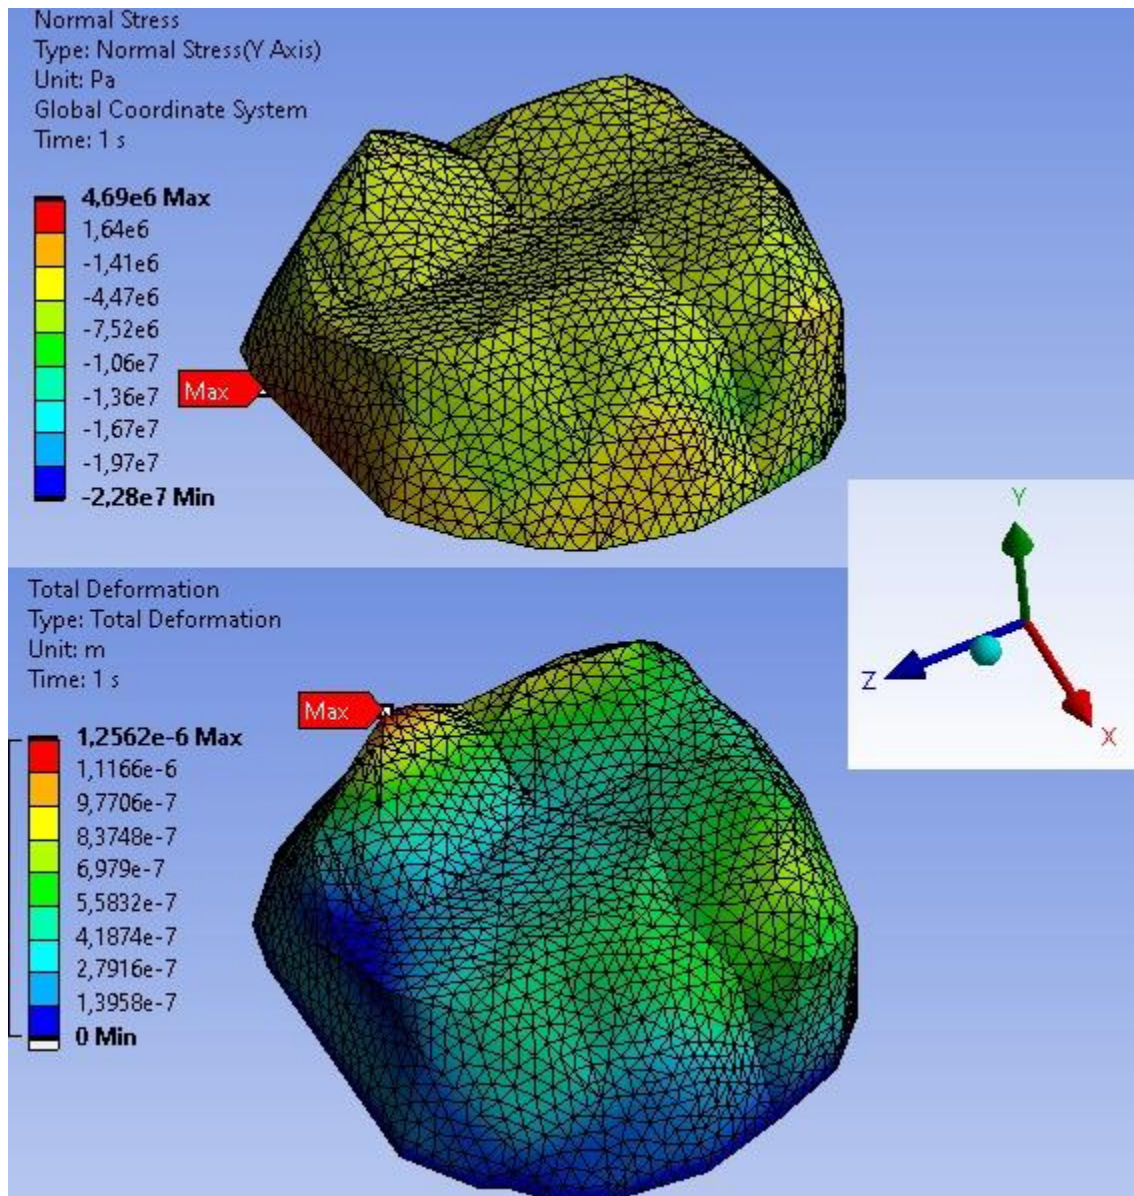 Normal Stress
Type: Normal Stress(Y Axis)
Unit: Pa
Global Coordinate System
Time: 1 s
4,69e6 Max
1,64e6
-1,41e6
-4,47e6
-7,52e6
-1,06e7
-1,36e7
-1,67e7
-1,97e7
-2,28e7 Min
Max
Y
Z
X
Total Deformation
Type: Total Deformation
Unit: m
Time: 1 s
Max
1,2562e-6 Max
1,1166e-6
9,7706e-7
8,3748e-7
6,979e-7
5,5832e-7
4,1874e-7
2,7916e-7
1,3958e-7
0 Min